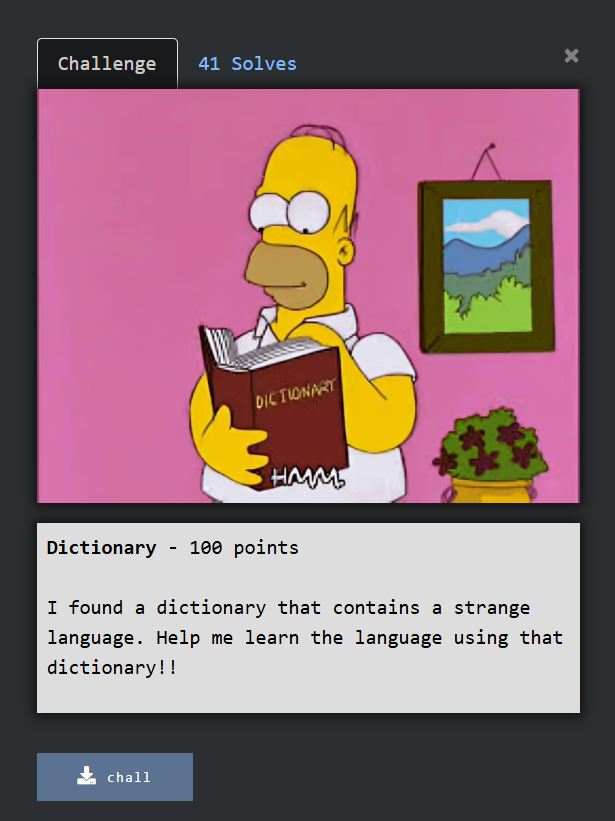 Challenge
41 Solves
×
DICTIONARY
HMM.
Dictionary - 100 points
I found a dictionary that contains a strange
language. Help me learn the language using that
dictionary!!
chall